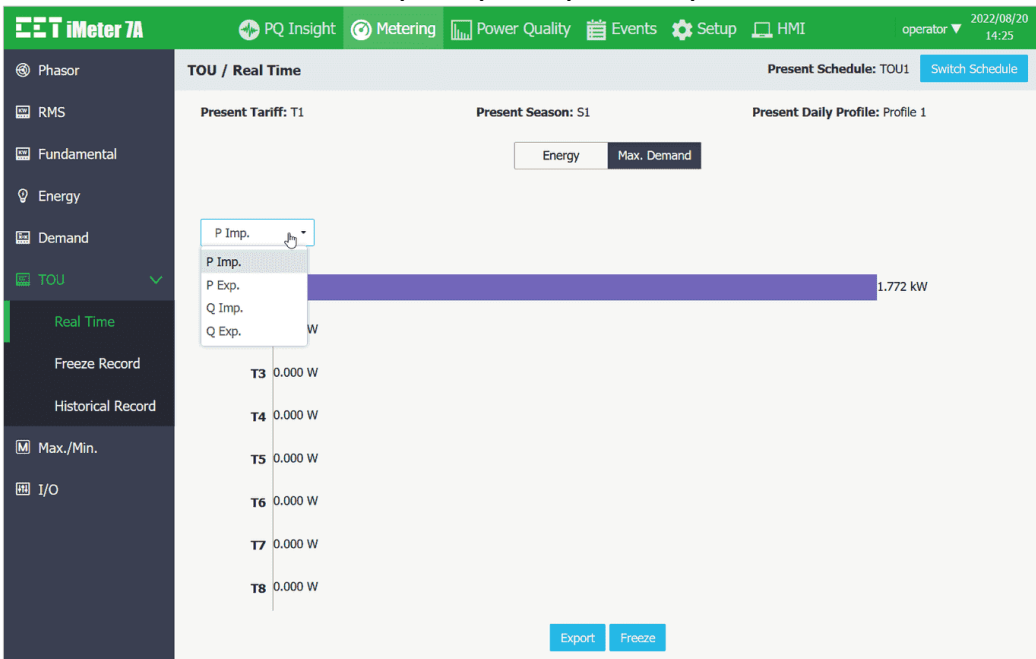 CET iMeter 7A
PQ Insight Metering Power Quality Events Setup HMI operator ▼ 2022/08/20
14:25
Phasor
RMS
Fundamental
Energy
Demand
TOU
Real Time
Freeze Record
Historical Record
Max./Min.
I/O
TOU / Real Time Present Schedule: TOU1 Switch Schedule
Present Tariff: T1 Present Season: S1 Present Daily Profile: Profile 1
Energy Max. Demand
P Imp.
P Imp.
P Exp.
Q Imp.
Q Exp.
1.772 kW
W
T3 0.000 W
T4 0.000 W
T5 0.000 W
T6 0.000 W
T7 0.000 W
T8 0.000 W
Export Freeze